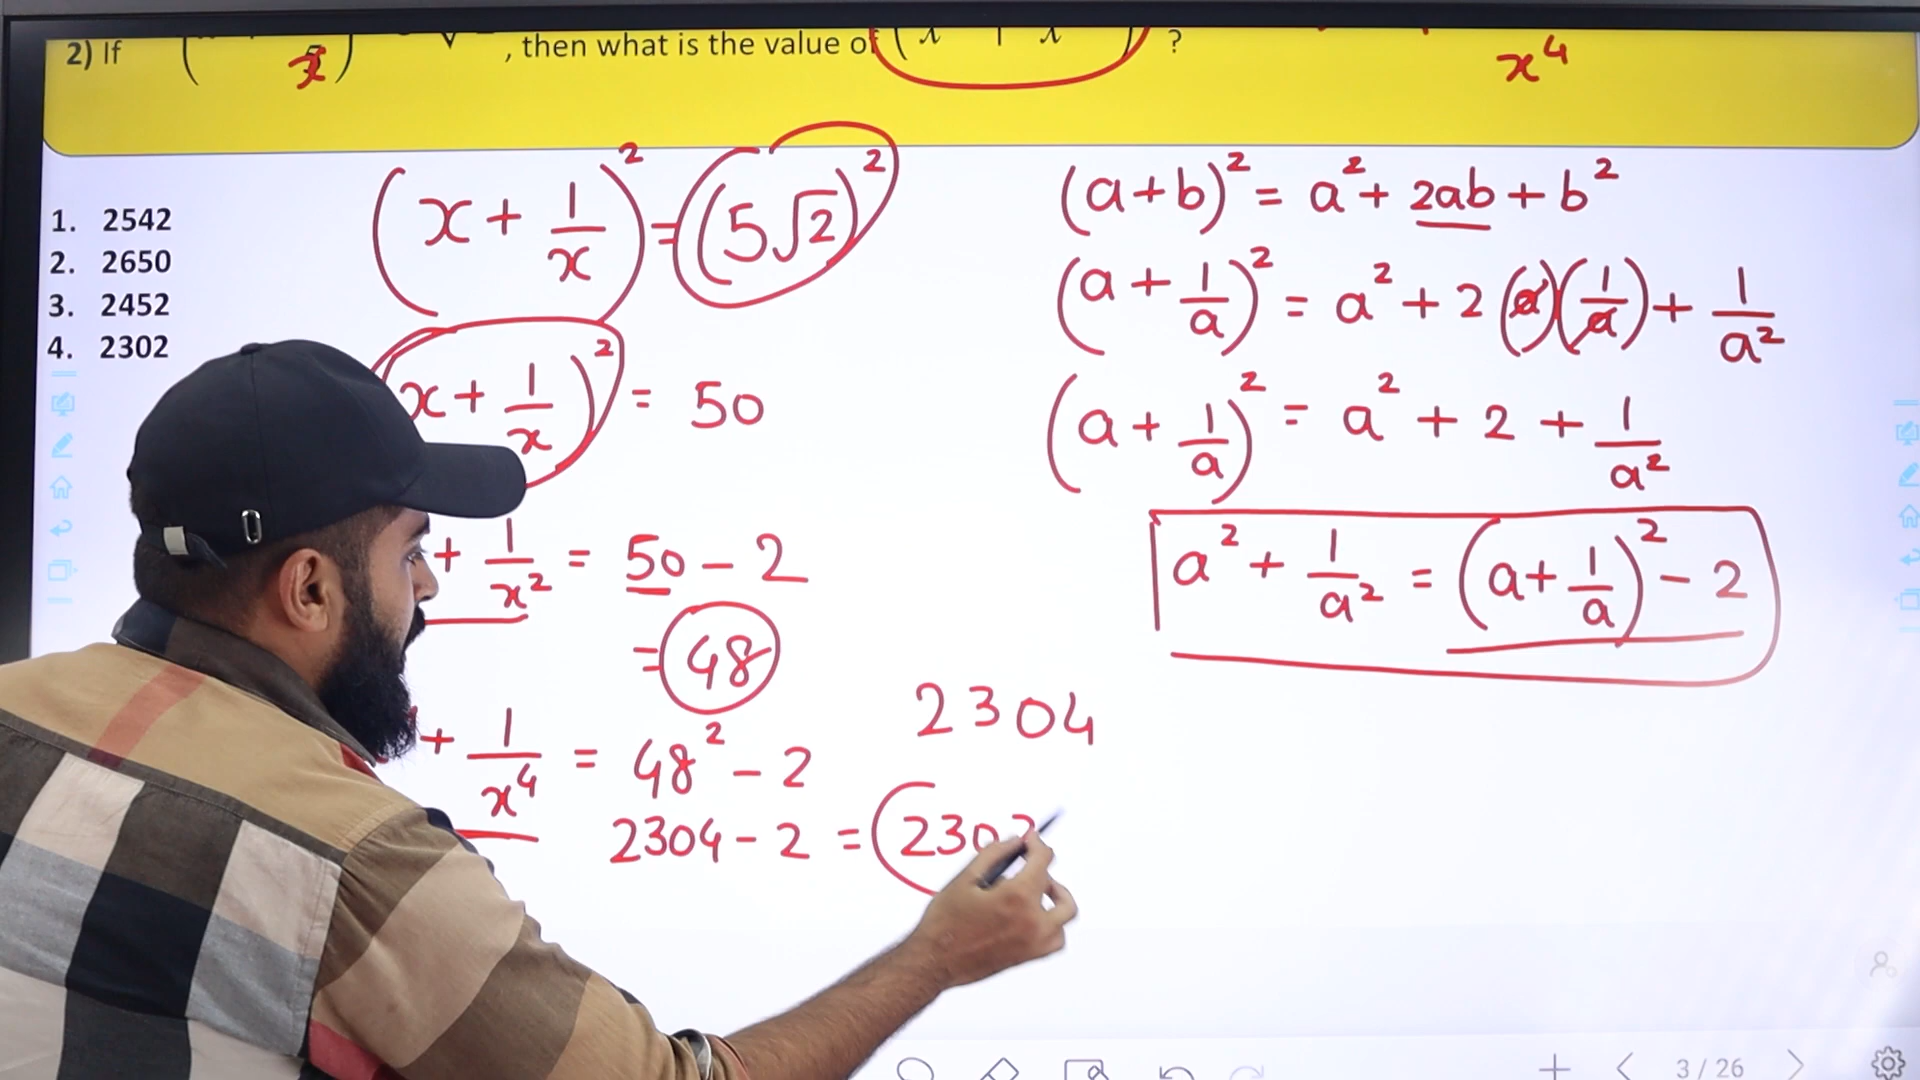 2) If , then what is the value of ?
x⁴
1. 2542
2. 2650
3. 2452
4. 2302
(x + 1/x)² = (5√2)²
x + 1/x)² = 50
+ 1/x² = 50 - 2
= 48
+ 1/x⁴ = 48² - 2
2304 - 2 = 230
2304
(a+b)² = a² + 2ab + b²
(a + 1/a)² = a² + 2 (a)(1/a) + 1/a²
(a + 1/a)² = a² + 2 + 1/a²
a² + 1/a² = (a + 1/a)² - 2
3 / 26